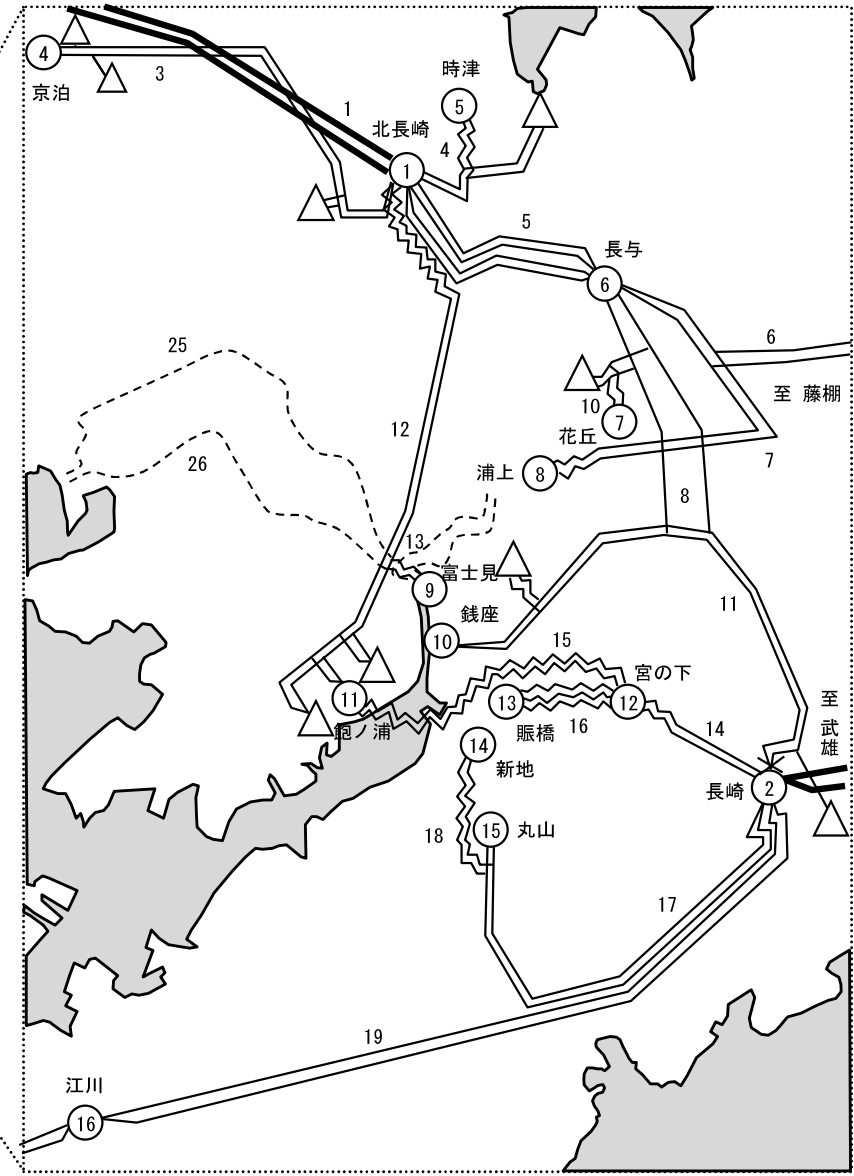 4
3
京泊
1
時津
5
4
北長崎
1
5
長与
6
6
至 藤棚
25
10
7
花丘
12
26
浦上
8
7
8
13
富士見
9
銭座
10
11
15
宮の下
11
13
12
至 武雄
鮑ノ浦
賑橋
16
14
14
新地
長崎
2
15
丸山
18
17
19
江川
16